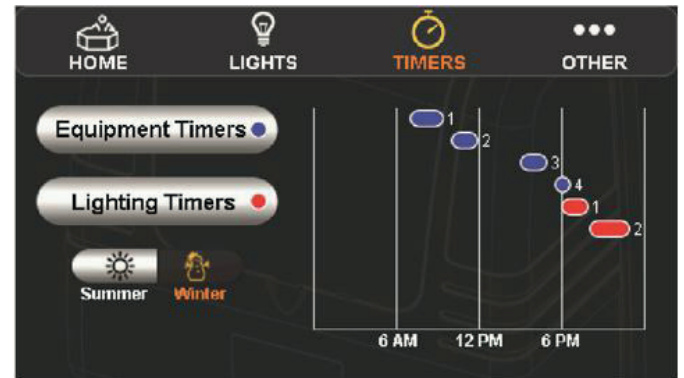 HOME LIGHTS TIMERS OTHER
Equipment Timers
Lighting Timers
Summer Winter
1
2
3
4
1
2
6 AM 12 PM 6 PM